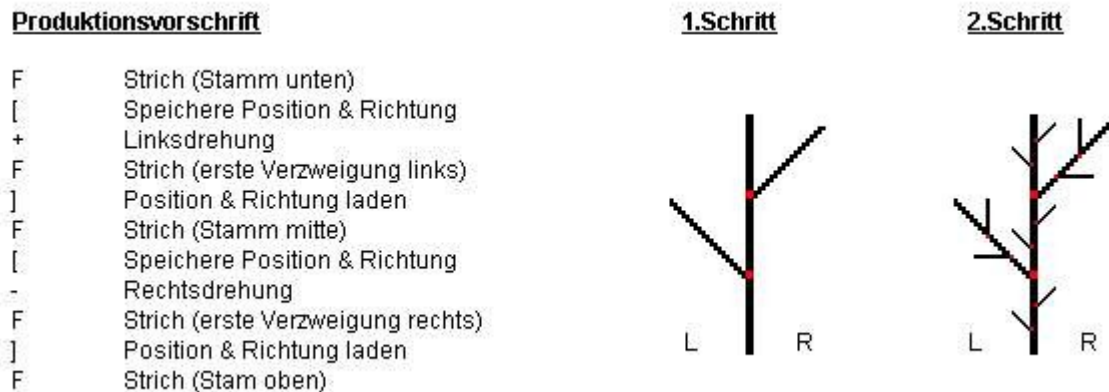 Produktionsvorschrift 1.Schritt 2.Schritt
F Strich (Stamm unten)
[ Speichere Position & Richtung
+ Linksdrehung
F Strich (erste Verzweigung links)
] Position & Richtung laden
F Strich (Stamm mitte)
[ Speichere Position & Richtung
- Rechtsdrehung
F Strich (erste Verzweigung rechts)
] Position & Richtung laden
F Strich (Stam oben)
L R
L R